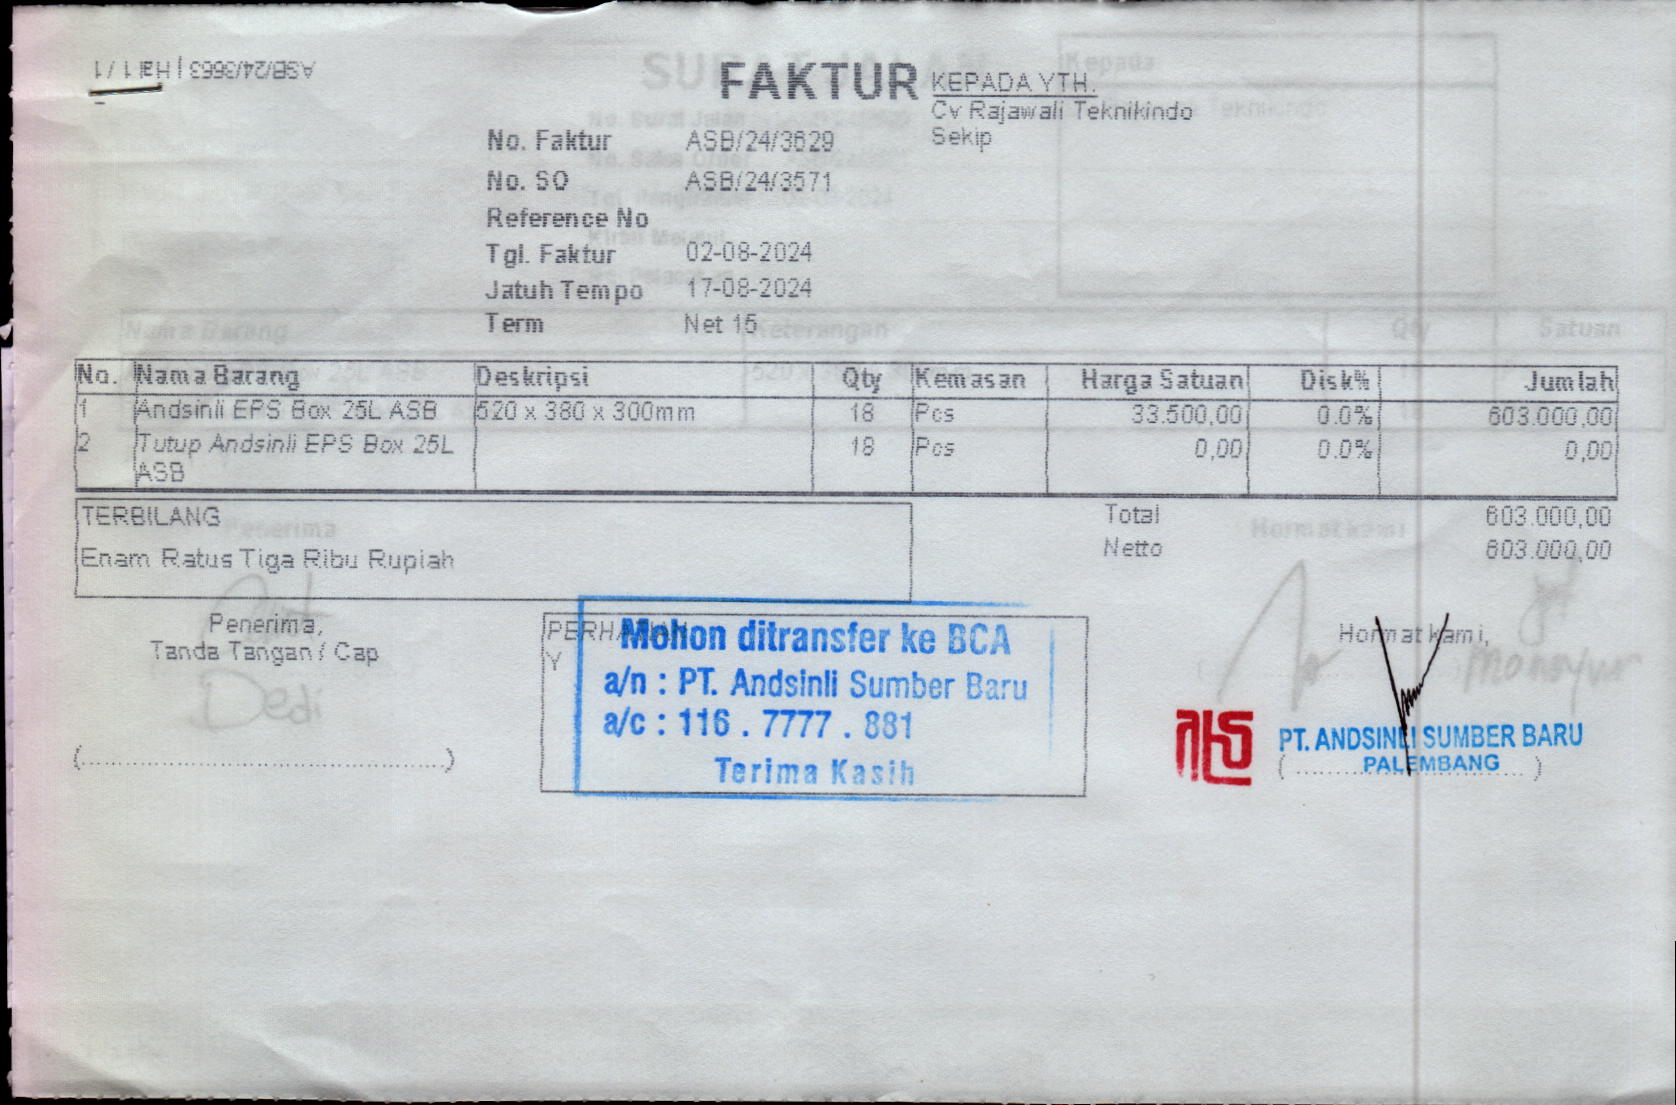 ASB/24/3663 | Hal 1 / 1
FAKTUR
KEPADA YTH.
Cv Rajawali Teknikindo
Sekip
No. Faktur ASB/24/3629
No. SO ASB/24/3571
Reference No
Tgl. Faktur 02-08-2024
Jatuh Tempo 17-08-2024
Term Net 15
No. Nama Barang Deskripsi Qty Kemasan Harga Satuan Disk% Jumlah
1 Andsinli EPS Box 25L ASB 520 x 380 x 300mm 18 Pcs 33.500,00 0.0% 603.000,00
2 Tutup Andsinli EPS Box 25L 18 Pcs 0,00 0.0% 0,00
ASB
TERBILANG
Enam Ratus Tiga Ribu Rupiah
Total 603.000,00
Netto 603.000,00
Penerima,
Tanda Tangan / Cap
Dedi
(............................................)
PERHATIAN
Y
Mohon ditransfer ke BCA
a/n : PT. Andsinli Sumber Baru
a/c : 116 . 7777 . 881
Terima Kasih
Hormat kami,
PT. ANDSINLI SUMBER BARU
PALEMBANG